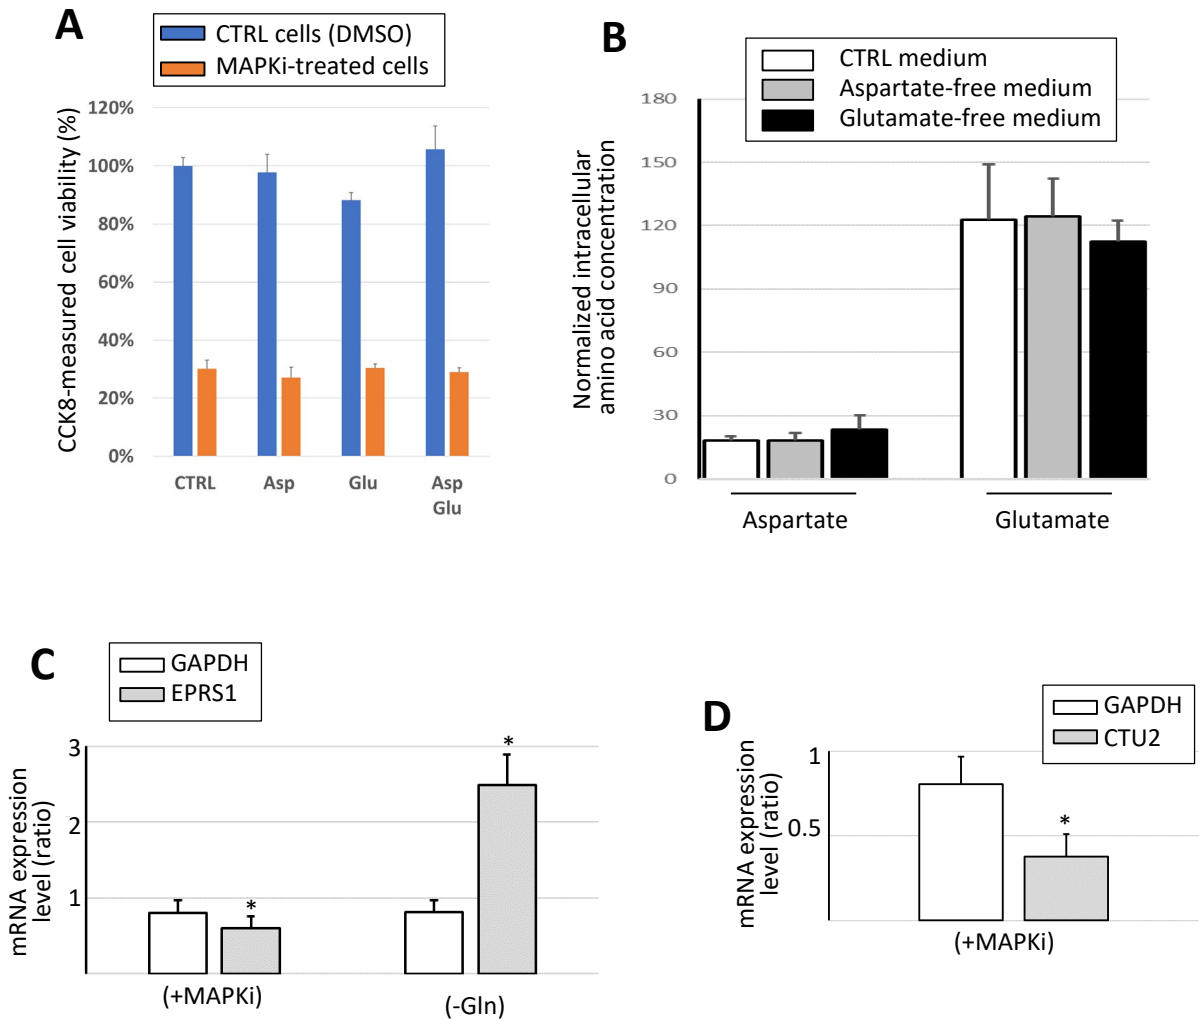 A
CTRL cells (DMSO)
MAPKi-treated cells
CCK8-measured cell viability (%)
120%
100%
80%
60%
40%
20%
0%
CTRL
Asp
Glu
Asp
Glu
B
CTRL medium
Aspartate-free medium
Glutamate-free medium
Normalized intracellular
amino acid concentration
180
150
120
90
60
30
0
Aspartate
Glutamate
C
GAPDH
EPRS1
mRNA expression
level (ratio)
3
2
1
*
*
(+MAPKi)
(-Gln)
D
GAPDH
CTU2
mRNA expression
level (ratio)
1
0.5
*
(+MAPKi)